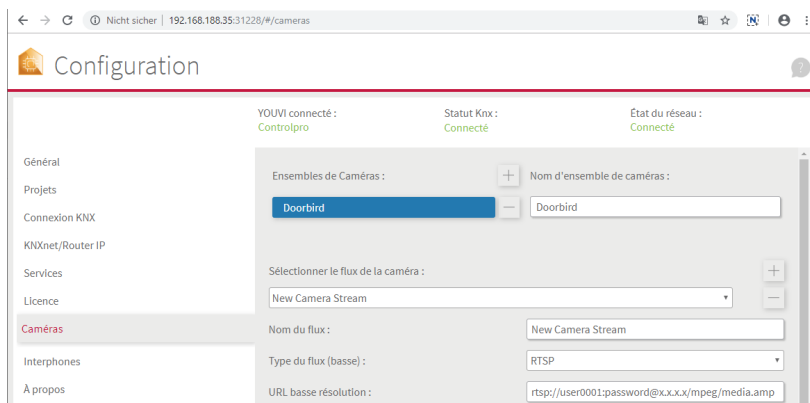 Nicht sicher | 192.168.188.35:31228/#/cameras
Configuration
?
YOUVI connecté :
Controlpro
Statut Knx :
Connecté
État du réseau :
Connecté
Général
Projets
Connexion KNX
KNXnet/Router IP
Services
Licence
Caméras
Interphones
À propos
Ensembles de Caméras :
Nom d'ensemble de caméras :
Doorbird
Doorbird
Sélectionner le flux de la caméra :
New Camera Stream
Nom du flux :
New Camera Stream
Type du flux (basse) :
RTSP
URL basse résolution :
rtsp://user0001:password@x.x.x.x/mpeg/media.amp